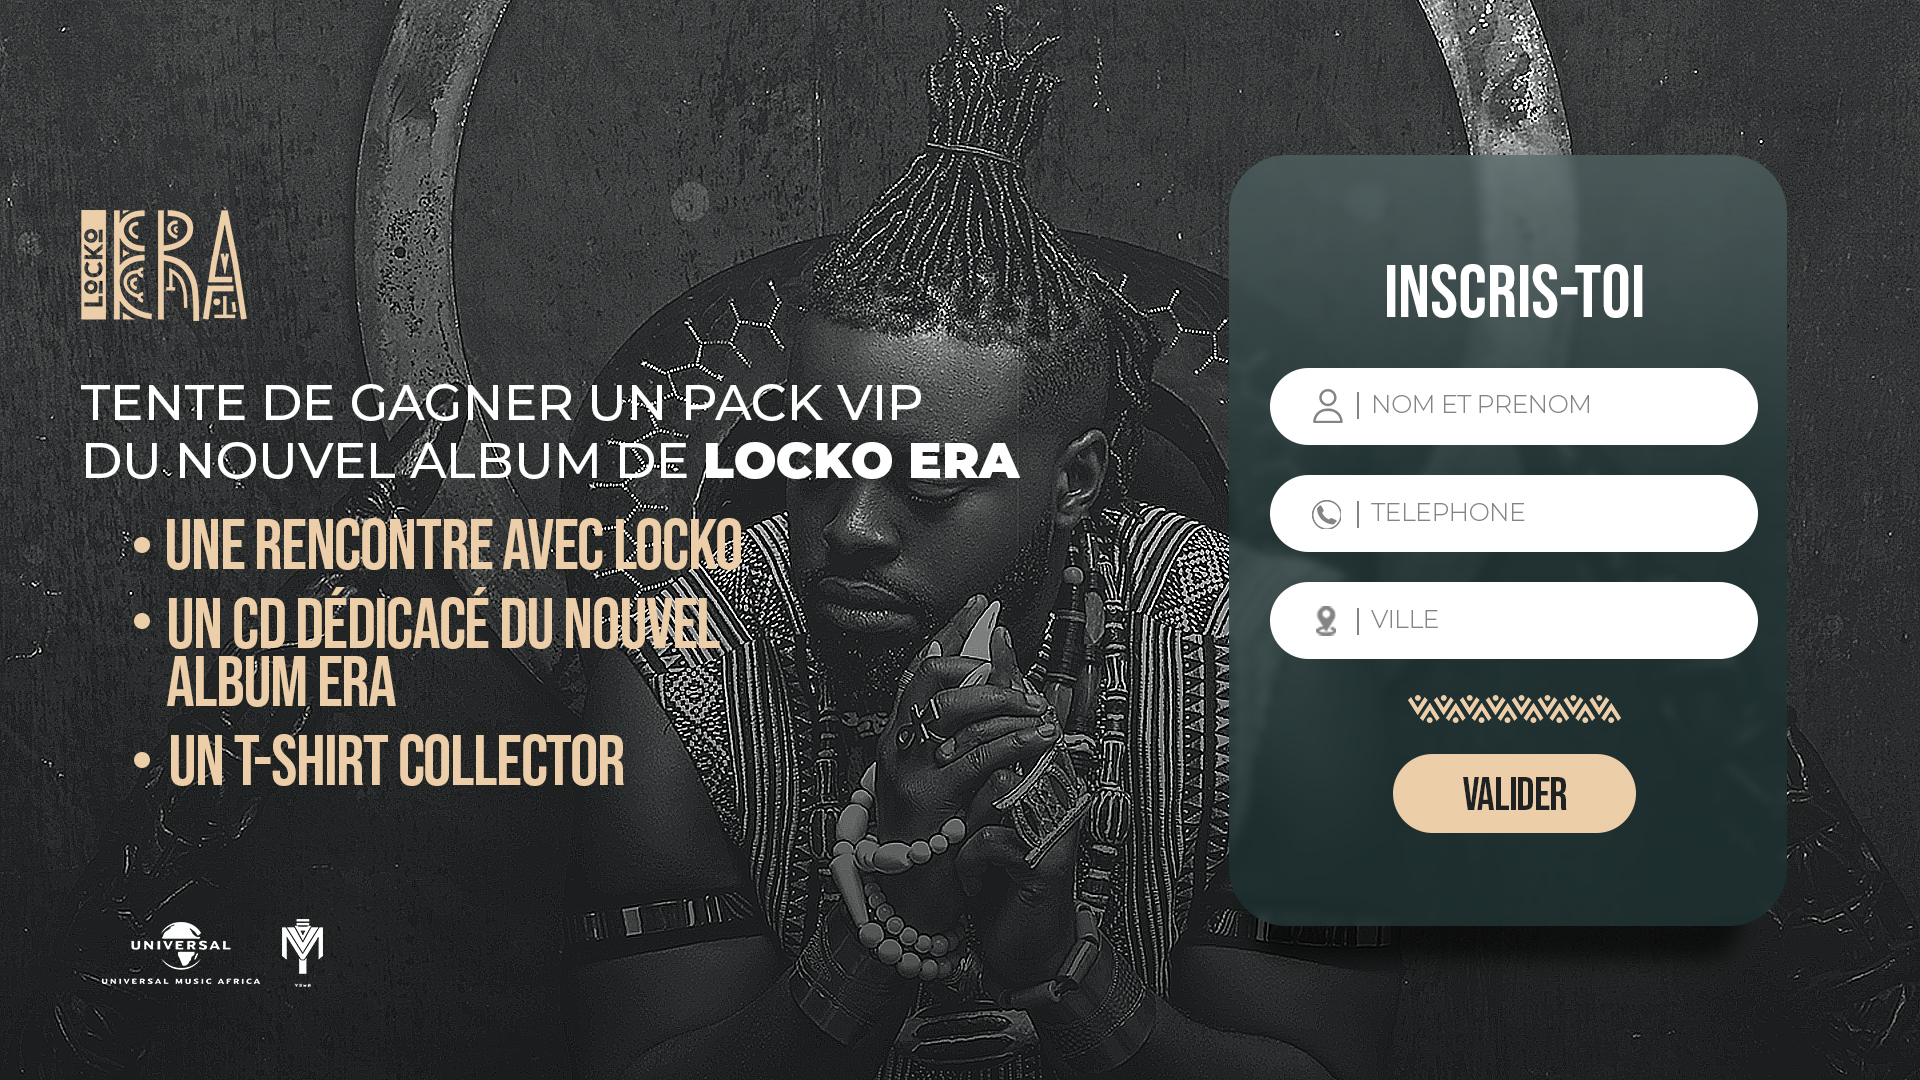 LOCKO
ERA
TENTE DE GAGNER UN PACK VIP
DU NOUVEL ALBUM DE LOCKO ERA
• UNE RENCONTRE AVEC LOCKO
• UN CD DÉDICACÉ DU NOUVEL
ALBUM ERA
• UN T-SHIRT COLLECTOR
UNIVERSAL
UNIVERSAL MUSIC AFRICA
INSCRIS-TOI
| NOM ET PRENOM
| TELEPHONE
| VILLE
VALIDER